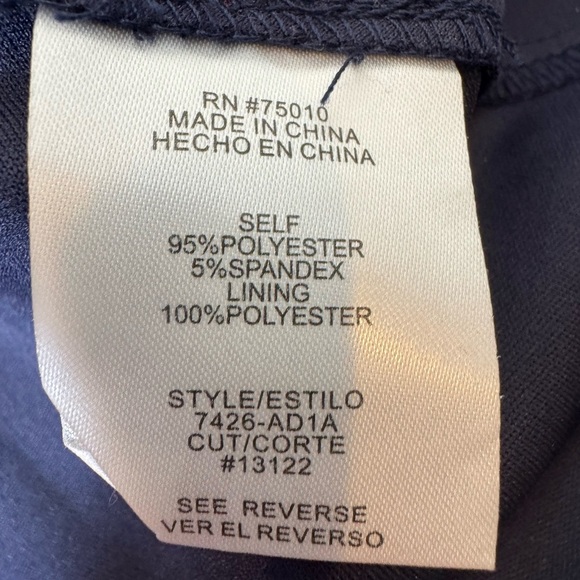 RN #75010
MADE IN CHINA
HECHO EN CHINA
SELF
95%POLYESTER
5%SPANDEX
LINING
100%POLYESTER
STYLE/ESTILO
7426-AD1A
CUT/CORTE
#13122
SEE REVERSE
VER EL REVERSO